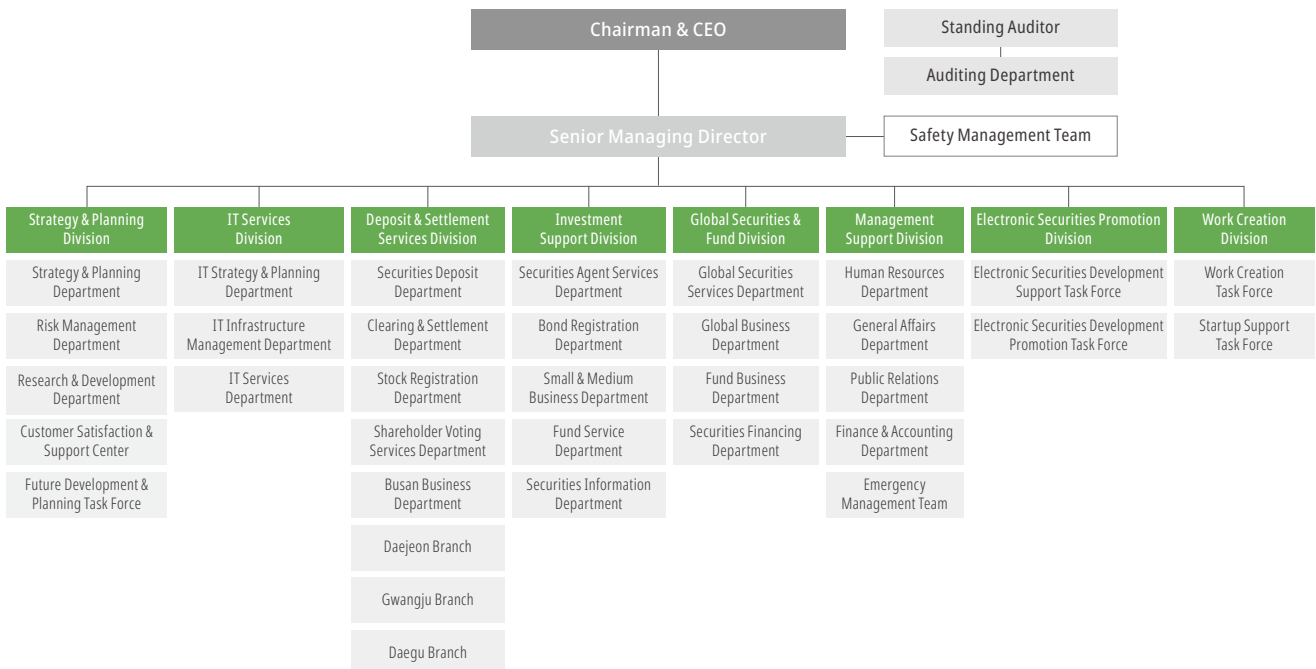 Chairman & CEO
Standing Auditor
Auditing Department
Senior Managing Director
Safety Management Team
Strategy & Planning
Division
Strategy & Planning
Department
Risk Management
Department
Research & Development
Department
Customer Satisfaction &
Support Center
Future Development &
Planning Task Force
IT Services
Division
IT Strategy & Planning
Department
IT Infrastructure
Management Department
IT Services
Department
Deposit & Settlement
Services Division
Securities Deposit
Department
Clearing & Settlement
Department
Stock Registration
Department
Shareholder Voting
Services Department
Busan Business
Department
Daejeon Branch
Gwangju Branch
Daegu Branch
Investment
Support Division
Securities Agent Services
Department
Bond Registration
Department
Small & Medium
Business Department
Fund Service
Department
Securities Information
Department
Global Securities &
Fund Division
Global Securities
Services Department
Global Business
Department
Fund Business
Department
Securities Financing
Department
Management
Support Division
Human Resources
Department
General Affairs
Department
Public Relations
Department
Finance & Accounting
Department
Emergency
Management Team
Electronic Securities Promotion
Division
Electronic Securities Development
Support Task Force
Electronic Securities Development
Promotion Task Force
Work Creation
Division
Work Creation
Task Force
Startup Support
Task Force